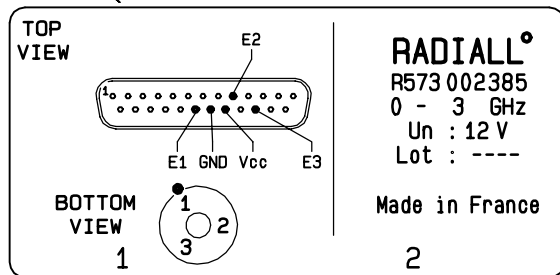 TOP
VIEW
E2
1
E1 GND Vcc E3
BOTTOM
VIEW
1
2
3
1
RADIALL°
R573 002385
0 - 3 GHz
Un : 12 V
Lot : ----
Made in France
2